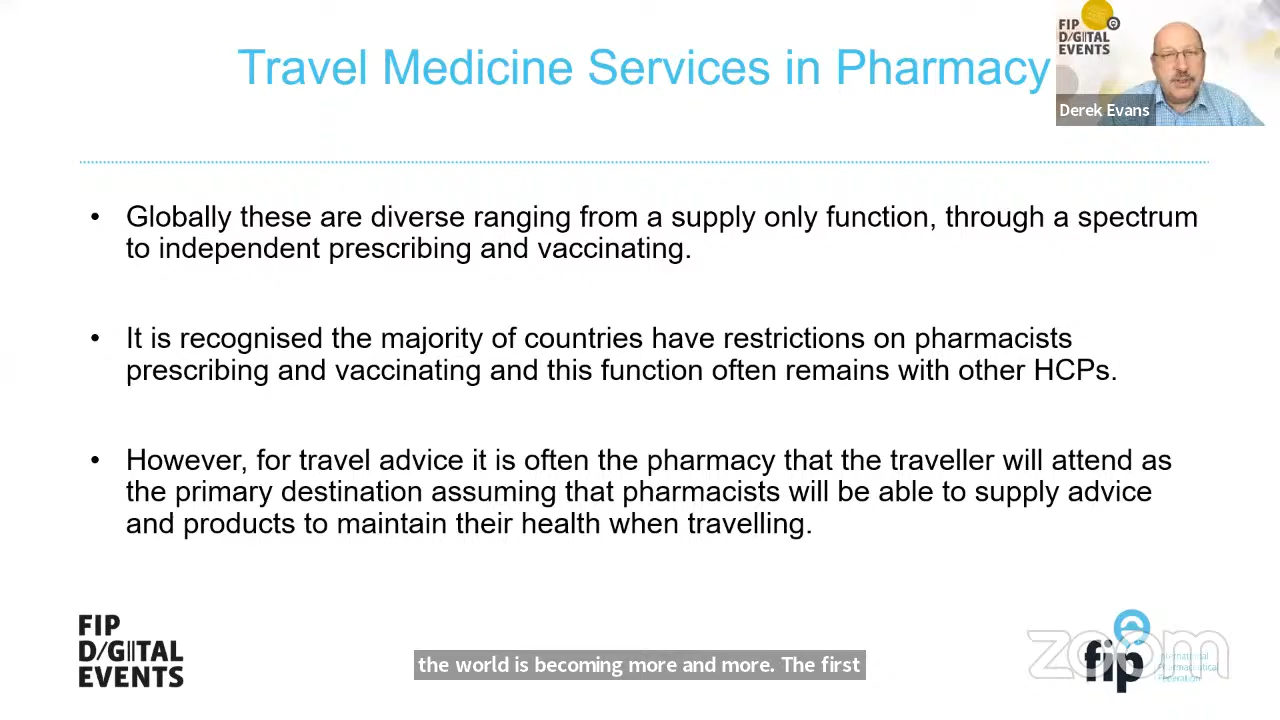 Travel Medicine Services in Pharmacy
FIP
D/G|TAL
EVENTS
Derek Evans
• Globally these are diverse ranging from a supply only function, through a spectrum
to independent prescribing and vaccinating.
• It is recognised the majority of countries have restrictions on pharmacists
prescribing and vaccinating and this function often remains with other HCPs.
• However, for travel advice it is often the pharmacy that the traveller will attend as
the primary destination assuming that pharmacists will be able to supply advice
and products to maintain their health when travelling.
FIP
D/G|TAL
EVENTS
the world is becoming more and more. The first
zoom
fip
International
Pharmaceutical
Federation